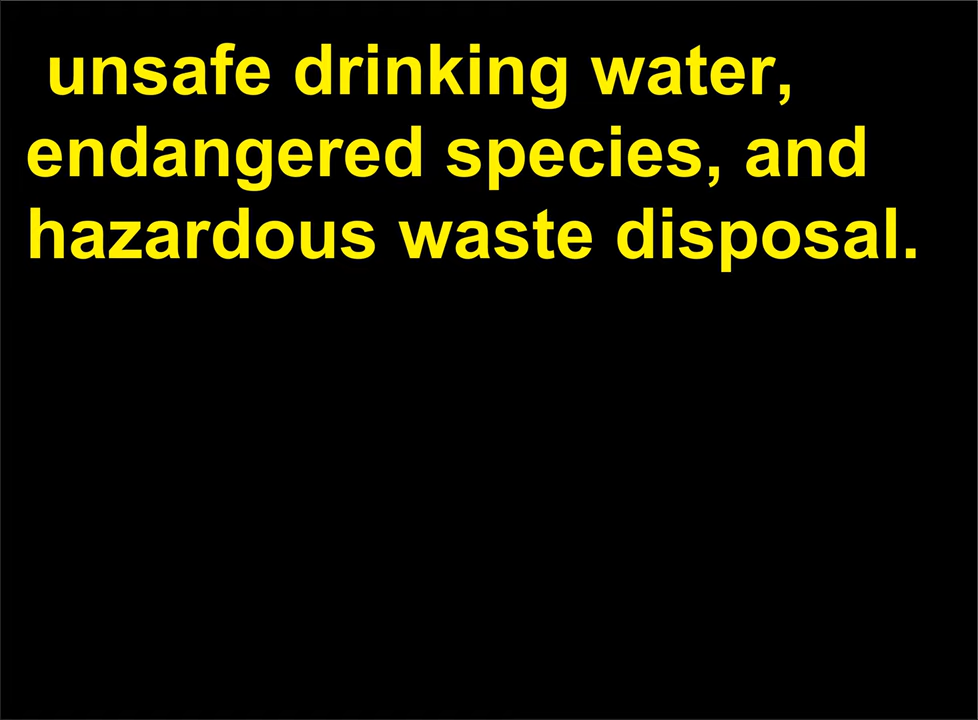 unsafe drinking water,
endangered species, and
hazardous waste disposal.